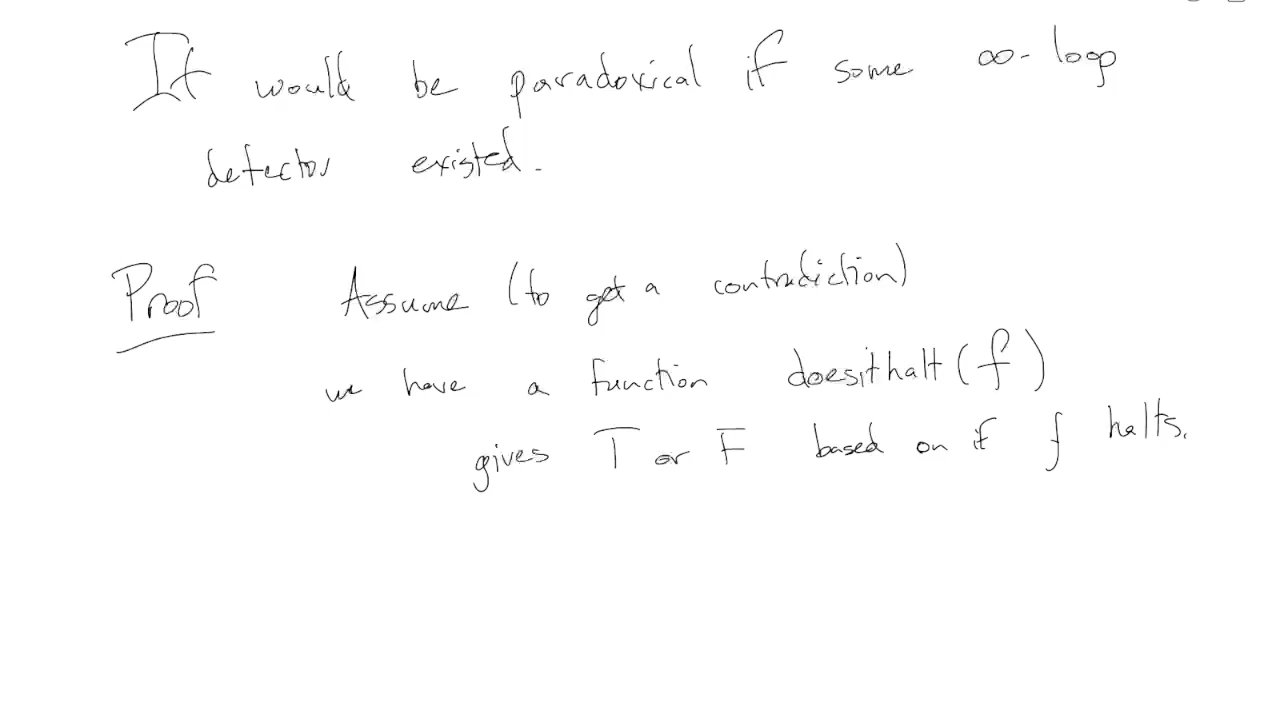 It would be paradoxical if some ∞-loop
detector existed.
Proof Assume (to get a contradiction)
we have a function doesithalt(f)
gives T or F based on if f halts.